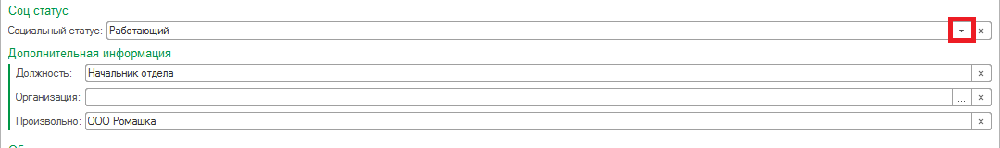 Соц статус
Социальный статус: Работающий
Дополнительная информация
Должность: Начальник отдела
Организация: ...
Произвольно: ООО Ромашка